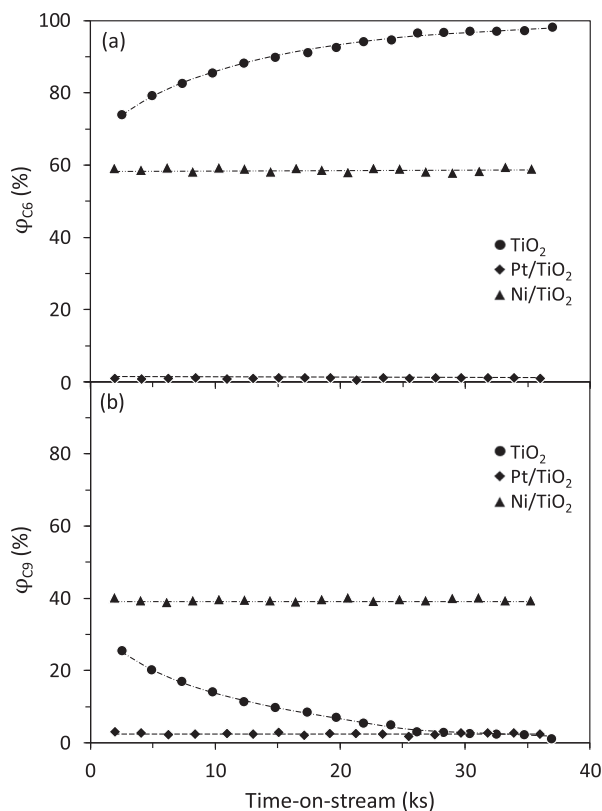 100
(a)
80
60
φC6 (%)
TiO2
40
Pt/TiO2
Ni/TiO2
20
0
(b)
80
TiO2
Pt/TiO2
Ni/TiO2
60
φC9 (%)
40
20
0
0 10 20 30 40
Time-on-stream (ks)